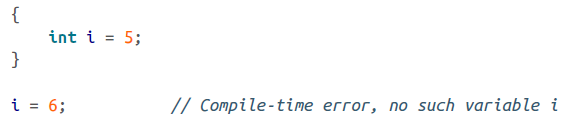 {
    int i = 5;
}
i = 6;          // Compile-time error, no such variable i